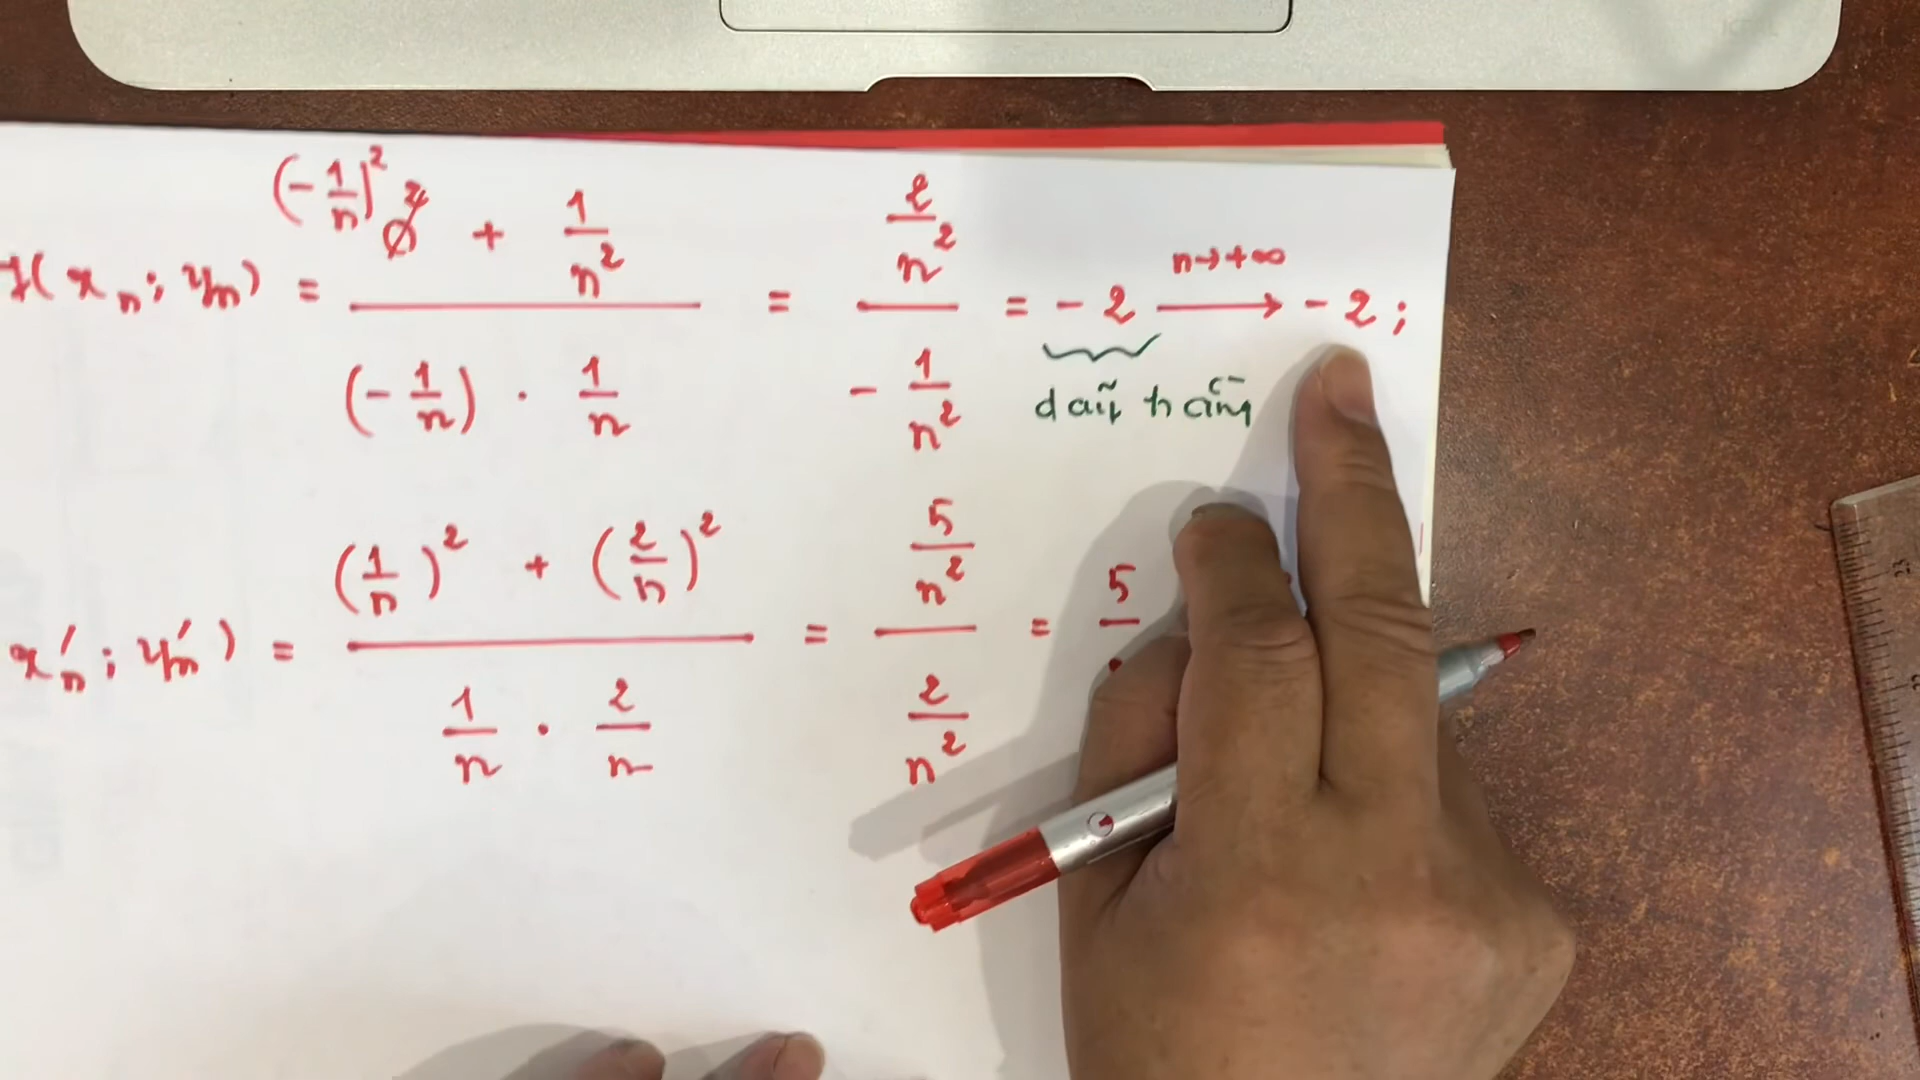 f(xₙ; yₙ) = ((-1/n)² + 1/n²) / ((-1/n) · 1/n) = (2/n²) / (-1/n²) = -2 →(n→+∞) -2;
dãy hằng
x'ₙ; y'ₙ) = ((1/n)² + (2/n)²) / (1/n · 2/n) = (5/n²) / (2/n²) = 5